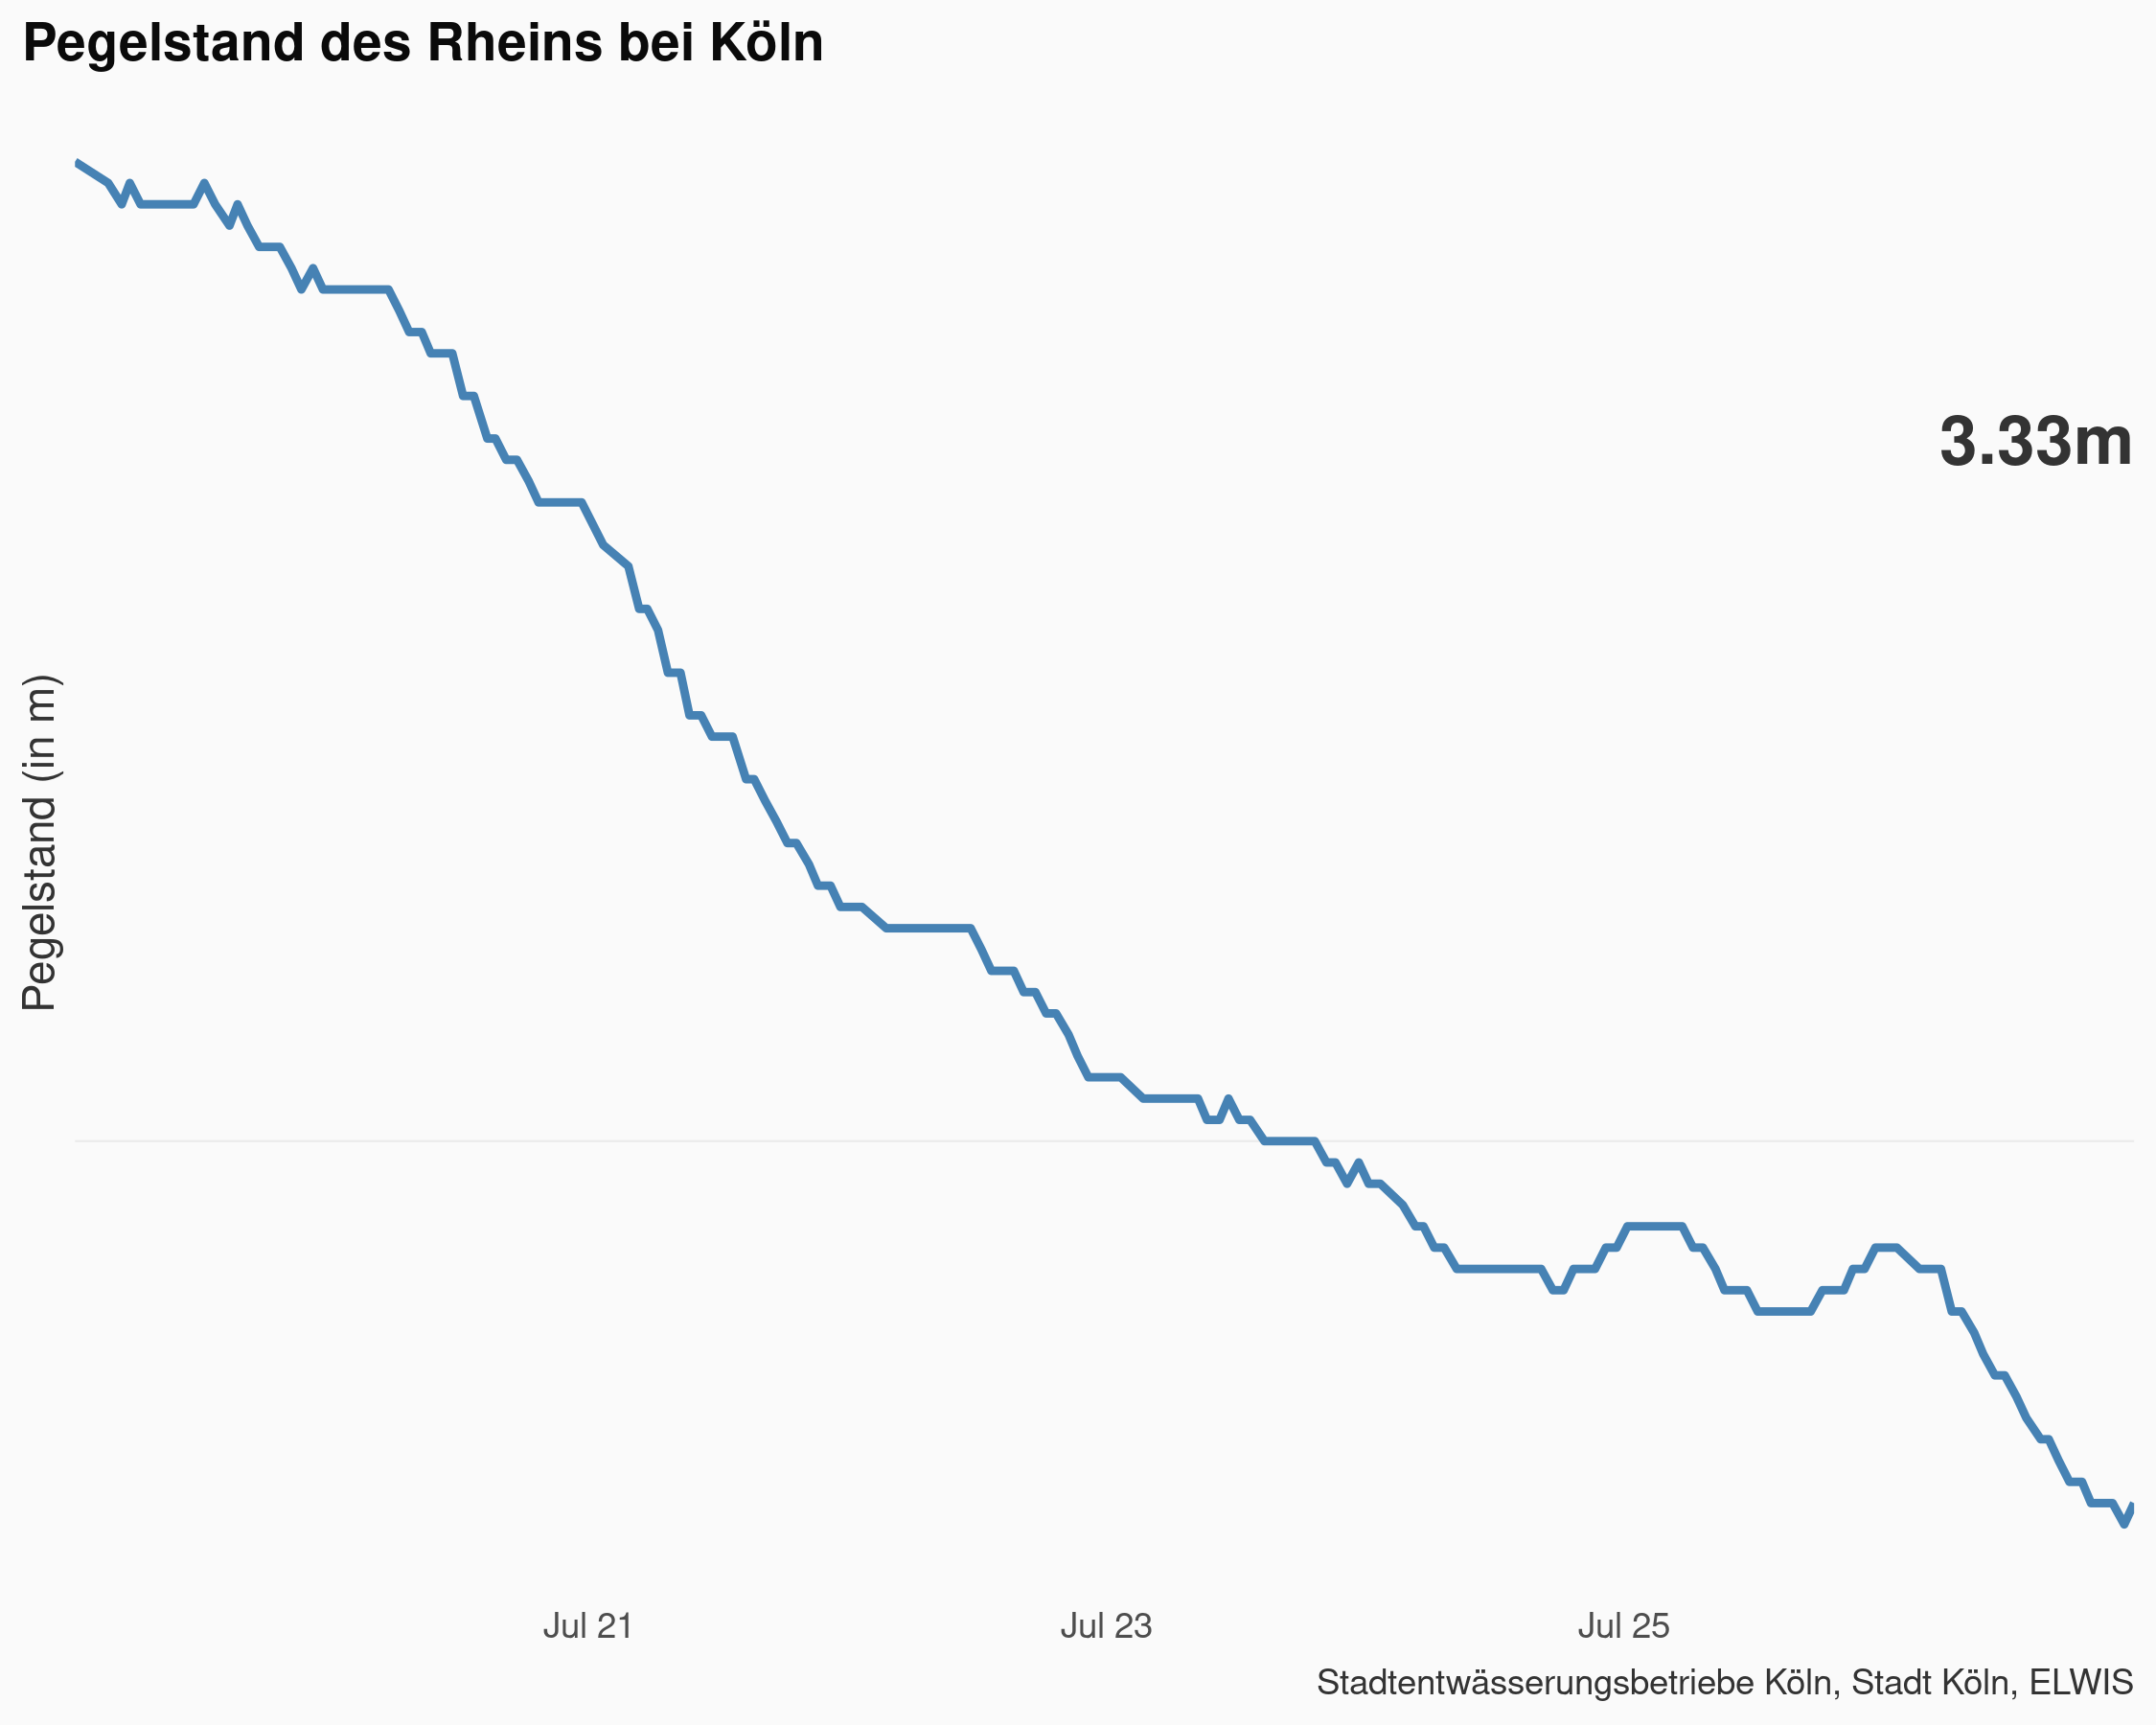 Pegelstand des Rheins bei Köln
3.33m
Pegelstand (in m)
Jul 21
Jul 23
Jul 25
Stadtentwässerungsbetriebe Köln, Stadt Köln, ELWIS